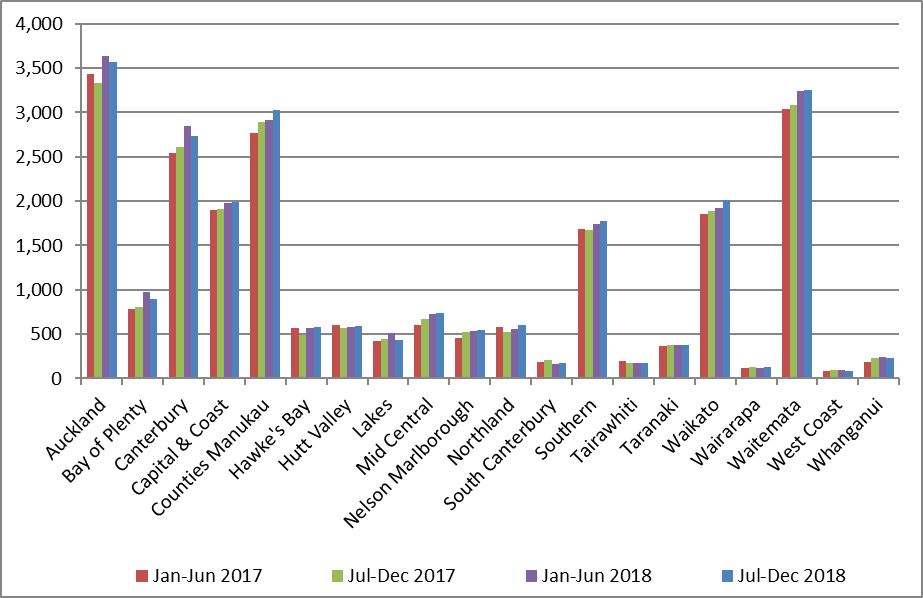 4,000
3,500
3,000
2,500
2,000
1,500
1,000
500
0
Auckland
Bay of Plenty
Canterbury
Capital & Coast
Counties Manukau
Hawke's Bay
Hutt Valley
Lakes
Mid Central
Nelson Marlborough
Northland
South Canterbury
Southern
Tairawhiti
Taranaki
Waikato
Wairarapa
Waitemata
West Coast
Whanganui
Jan-Jun 2017 Jul-Dec 2017 Jan-Jun 2018 Jul-Dec 2018